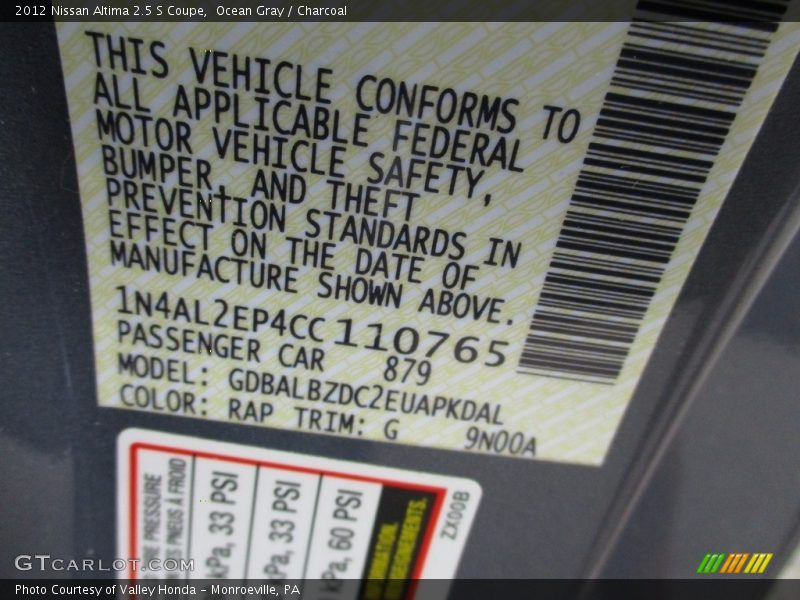 2012 Nissan Altima 2.5 S Coupe, Ocean Gray / Charcoal
THIS VEHICLE CONFORMS TO
ALL APPLICABLE FEDERAL
MOTOR VEHICLE SAFETY,
BUMPER, AND THEFT
PREVENTION STANDARDS IN
EFFECT ON THE DATE OF
MANUFACTURE SHOWN ABOVE.
1N4AL2EP4CC110765
PASSENGER CAR 879
MODEL: GDBALBZDC2EUAPKDAL
COLOR: RAP TRIM: G 9N00A
PRESSURE
PNEUS À FROID
kPa, 33 PSI
kPa, 33 PSI
kPa, 60 PSI
ZX00B
GTCARLOT.COM
Photo Courtesy of Valley Honda - Monroeville, PA